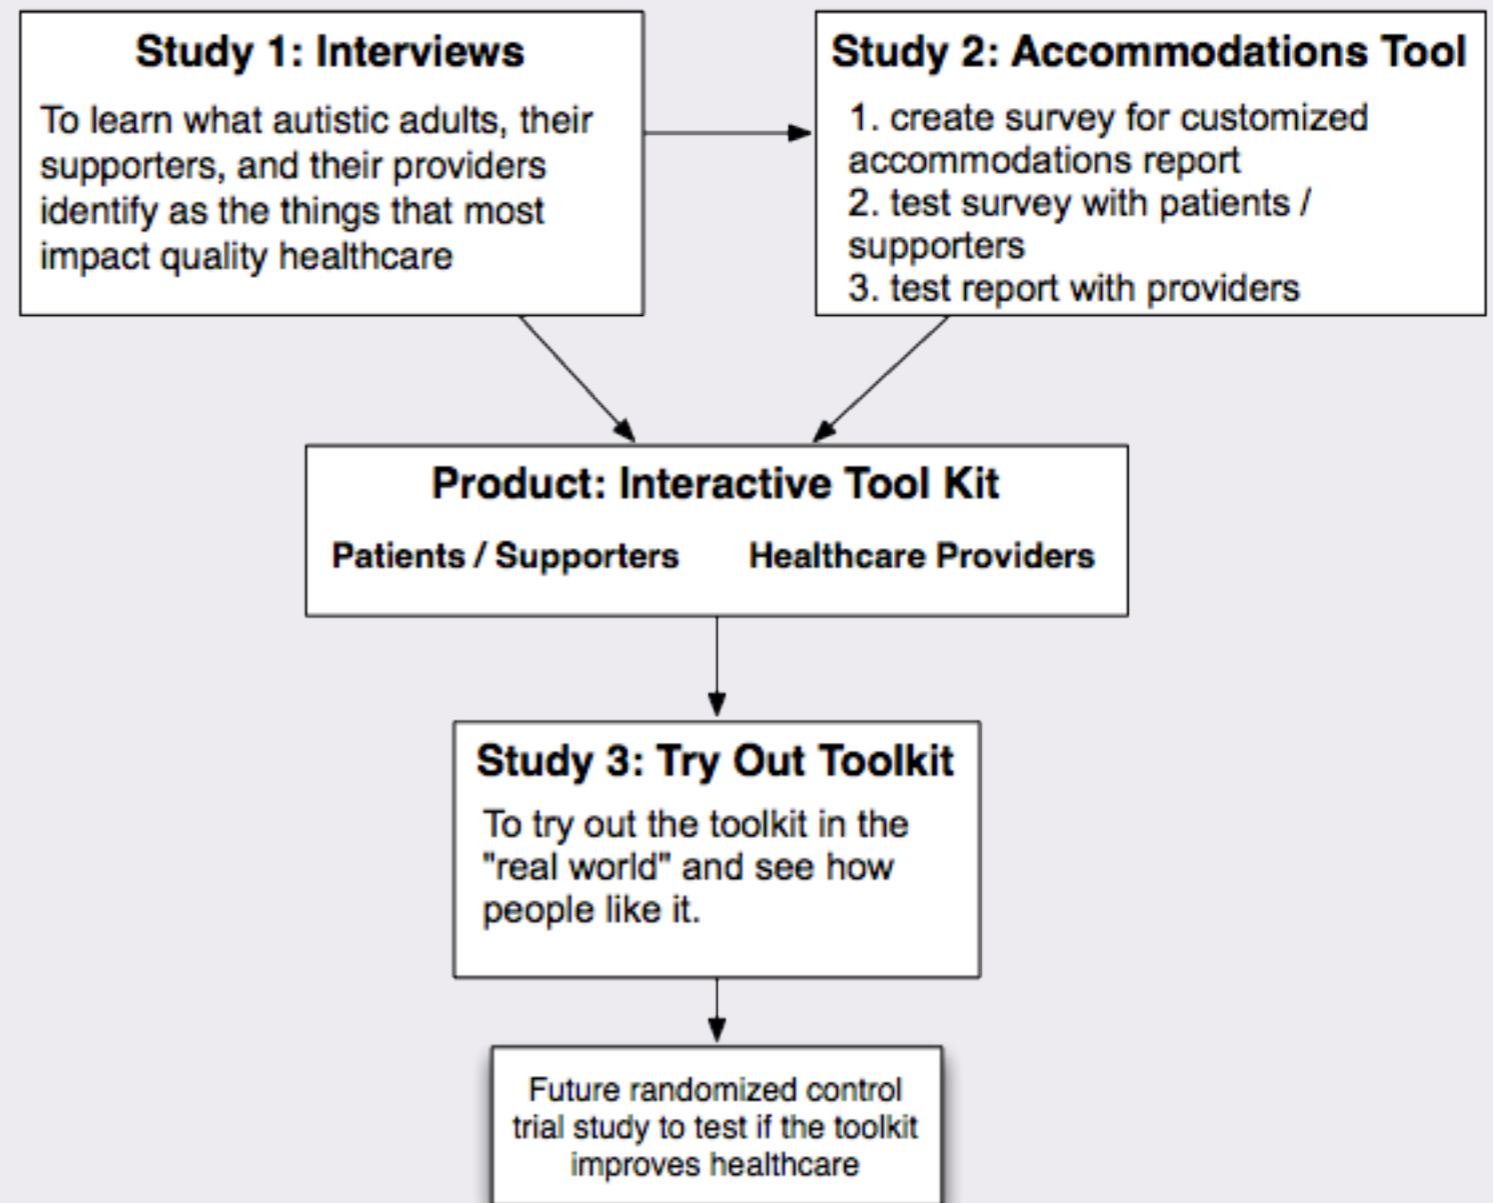 Study 1: Interviews
To learn what autistic adults, their
supporters, and their providers
identify as the things that most
impact quality healthcare
Study 2: Accommodations Tool
1. create survey for customized
accommodations report
2. test survey with patients /
supporters
3. test report with providers
Product: Interactive Tool Kit
Patients / Supporters Healthcare Providers
Study 3: Try Out Toolkit
To try out the toolkit in the
"real world" and see how
people like it.
Future randomized control
trial study to test if the toolkit
improves healthcare